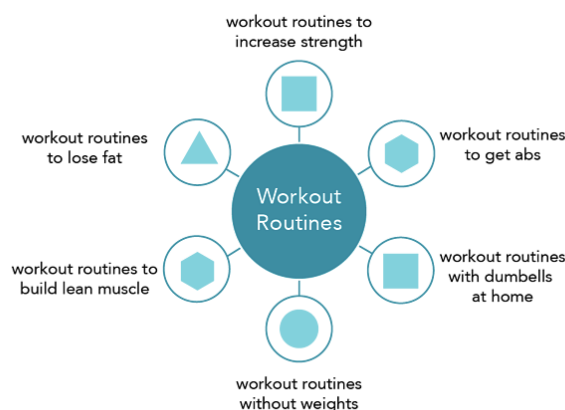 workout routines to
increase strength
workout routines
to get abs
workout routines
to lose fat
Workout
Routines
workout routines
with dumbells
at home
workout routines to
build lean muscle
workout routines
without weights